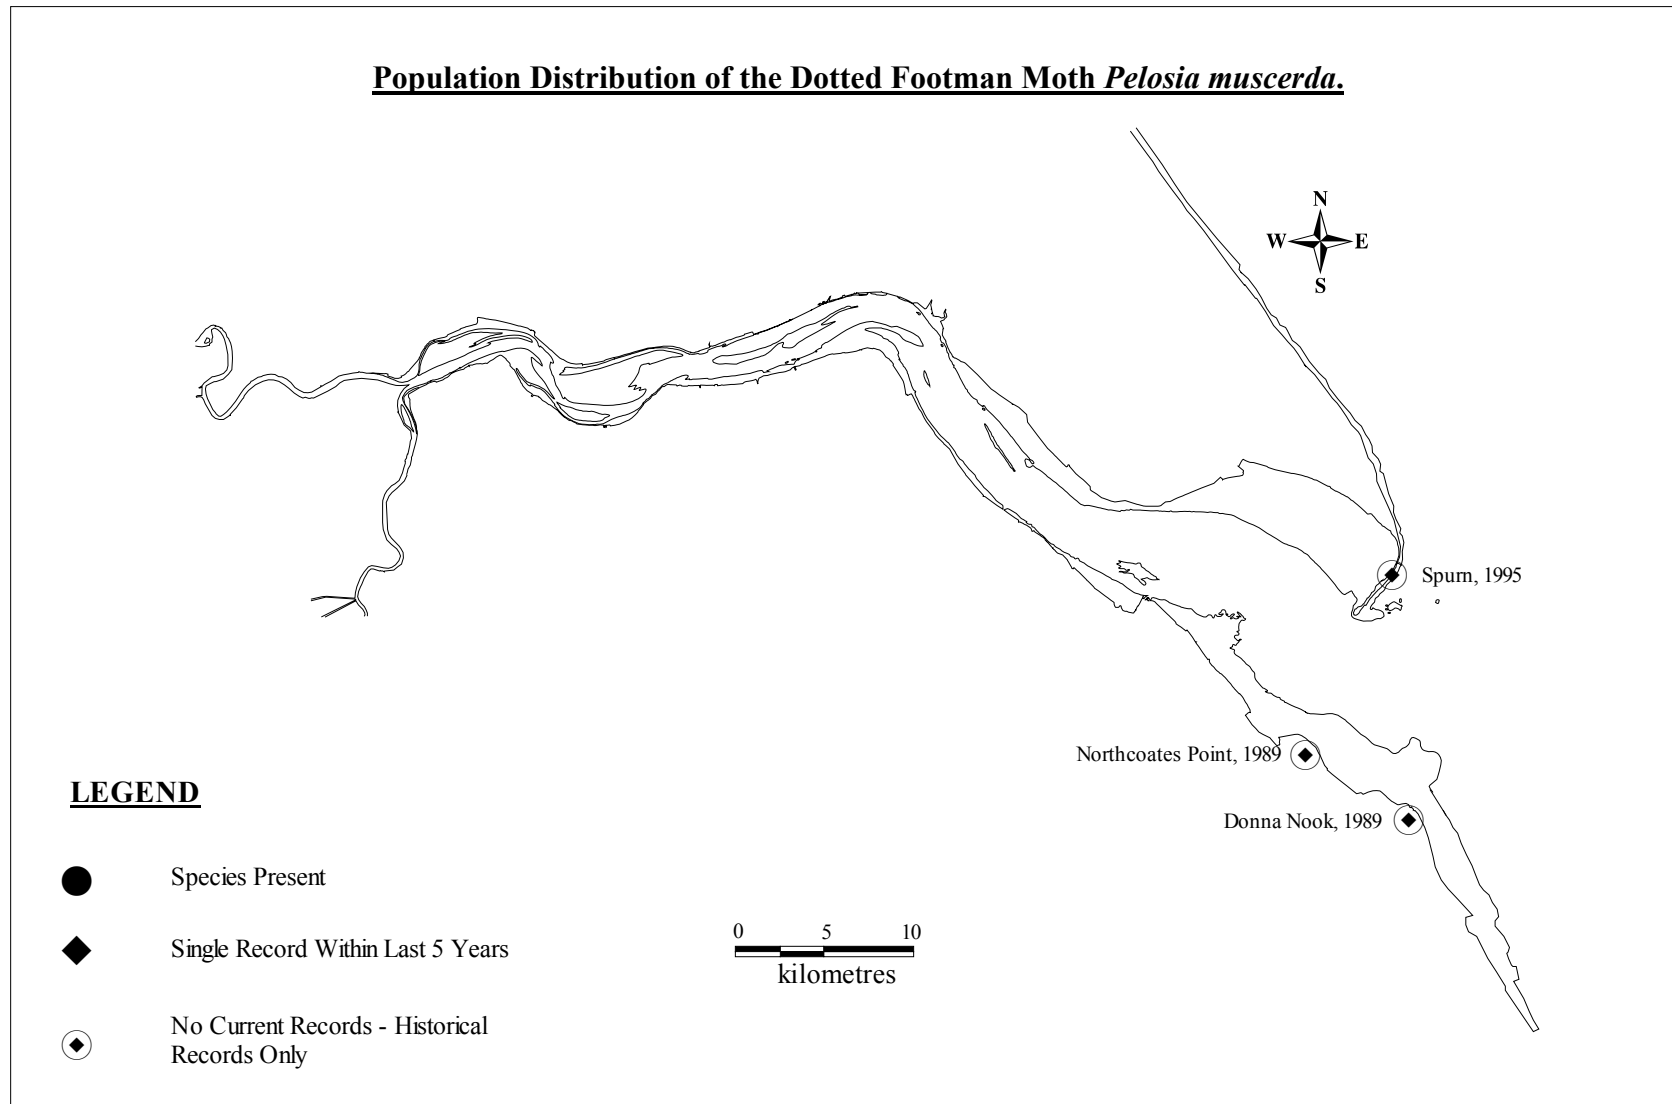 Population Distribution of the Dotted Footman Moth Pelosia muscerda.
N
W E
S
Spurn, 1995
Northcoates Point, 1989
Donna Nook, 1989
LEGEND
Species Present
Single Record Within Last 5 Years
No Current Records - Historical
Records Only
0 5 10
kilometres